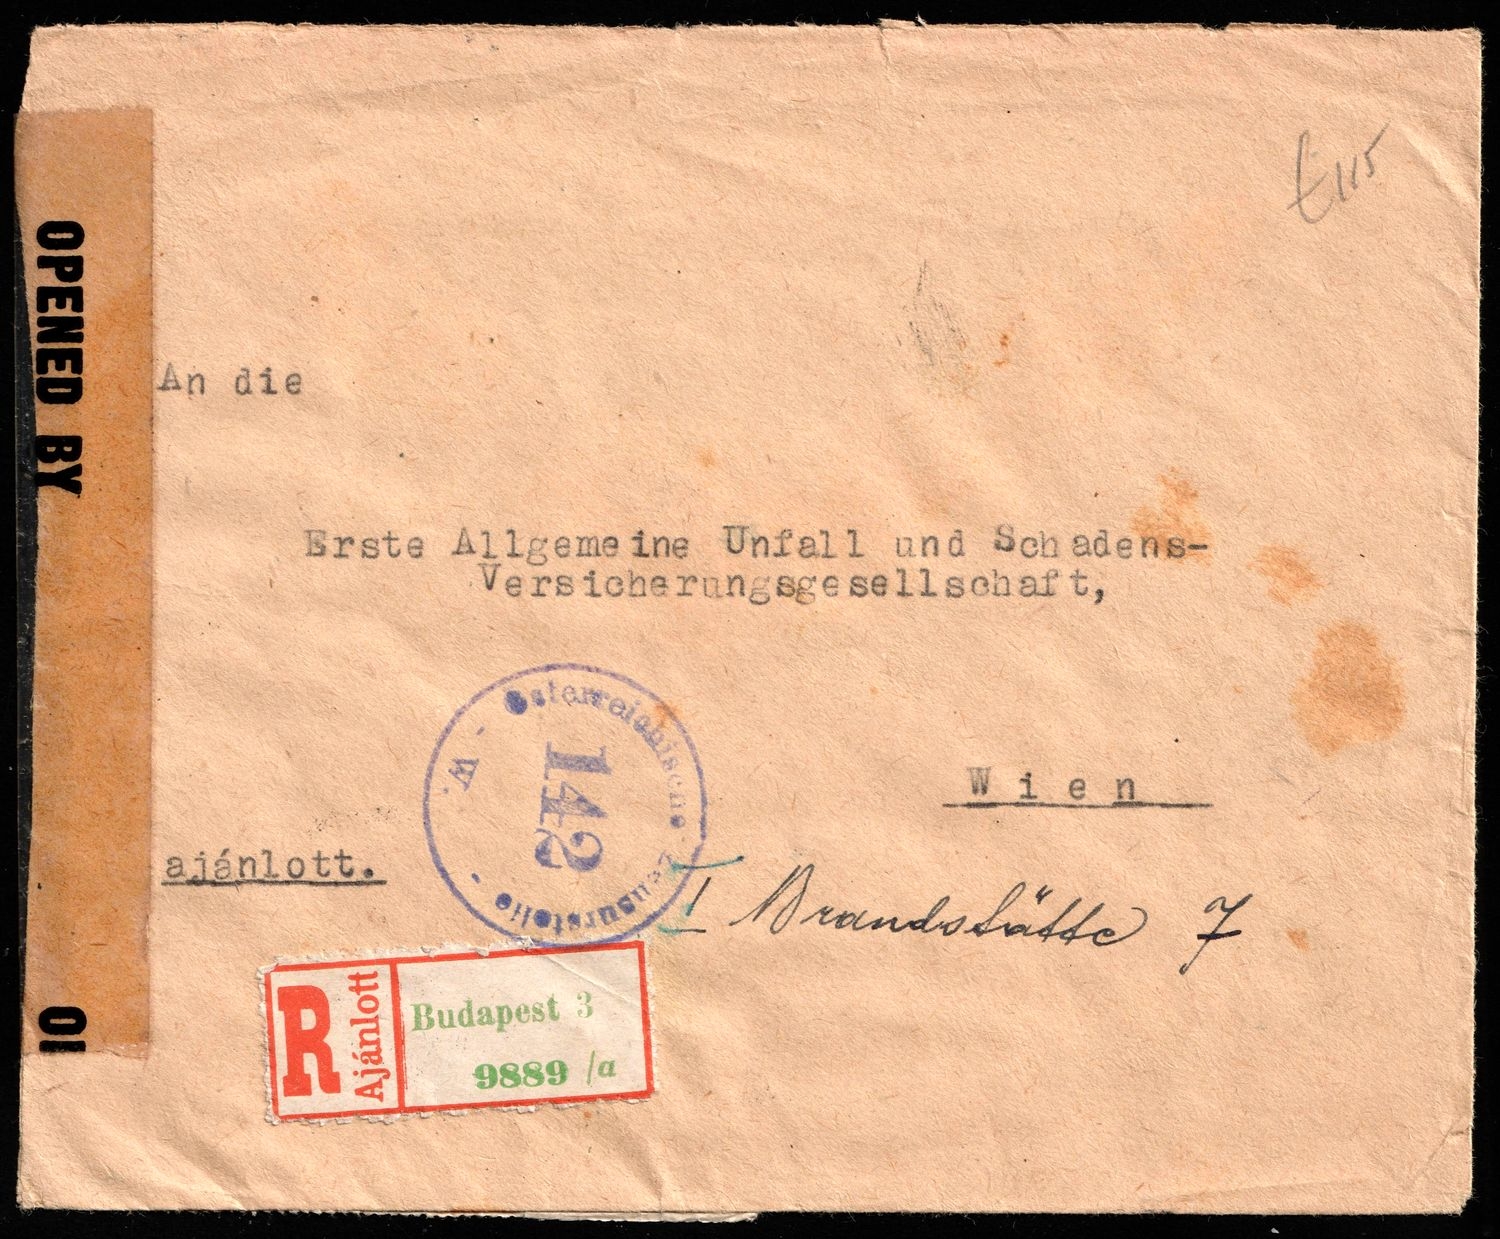 £115
OPENED BY
An die
Erste Allgemeine Unfall und Schadens-
Versicherungsgesellschaft,
Österreichische Zensurstelle - W. -
142
Wien
ajánlott.
I Brandstätte 7
R
Ajánlott
Budapest 3
9889 /a